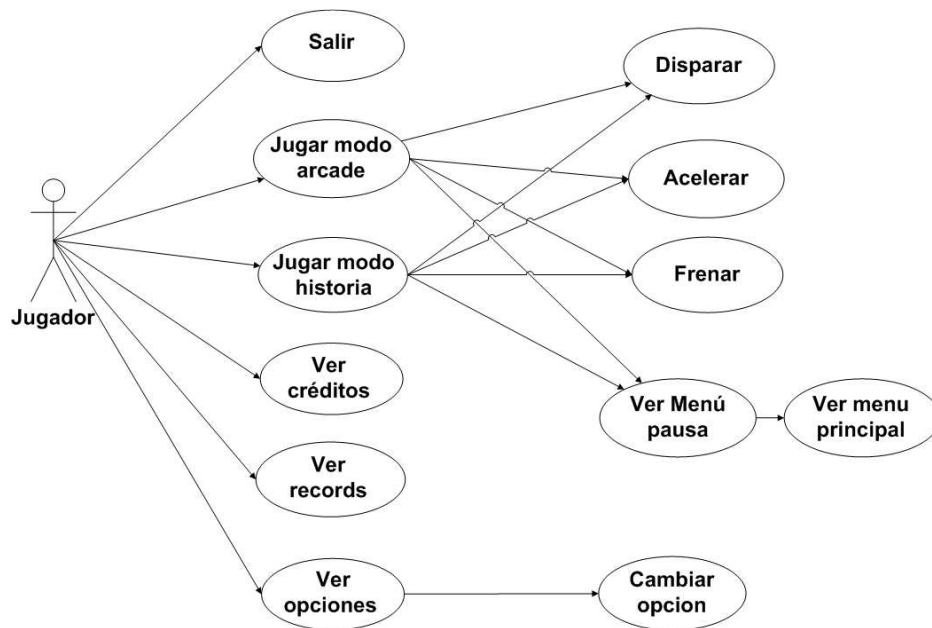 Salir
Disparar
Jugar modo
arcade
Acelerar
Jugar modo
historia
Frenar
Jugador
Ver
créditos
Ver Menú
pausa
Ver menu
principal
Ver
records
Ver
opciones
Cambiar
opcion